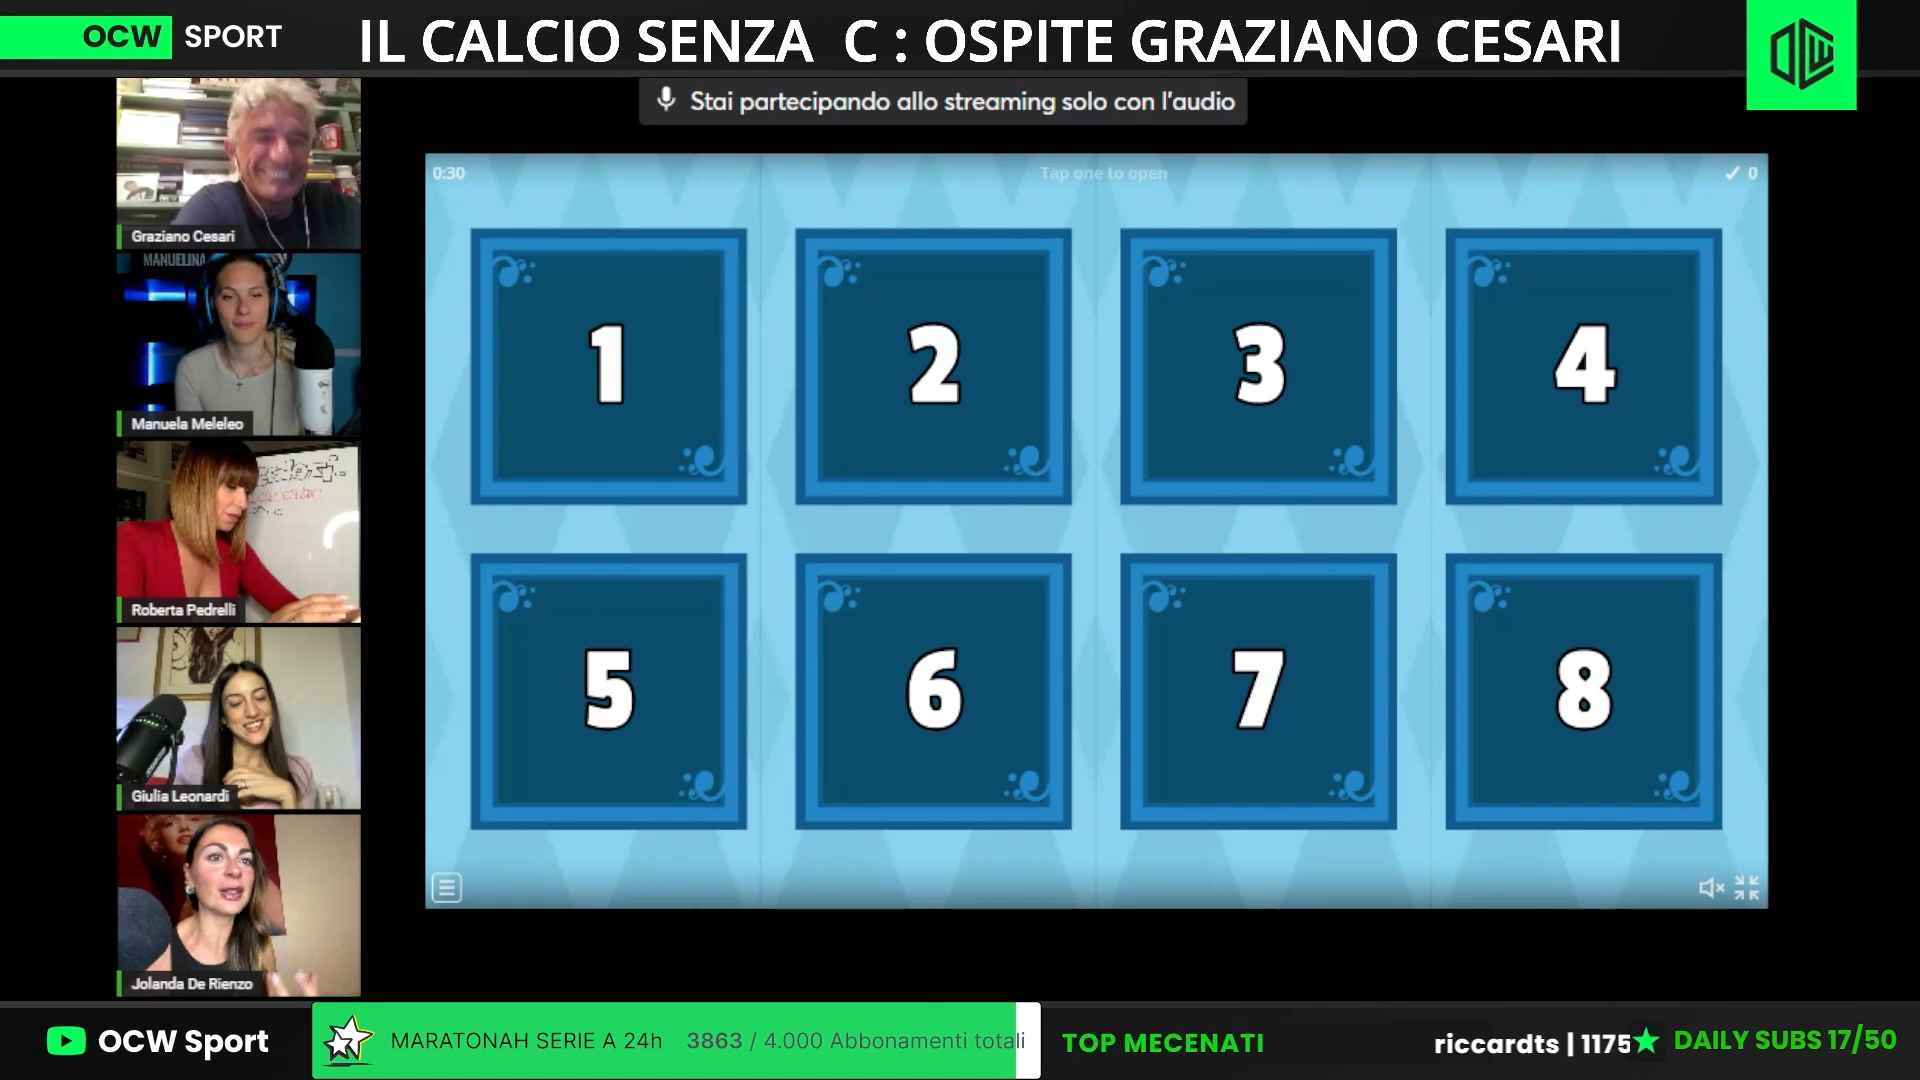 OCW SPORT
IL CALCIO SENZA C : OSPITE GRAZIANO CESARI
Stai partecipando allo streaming solo con l'audio
Graziano Cesari
MANUELINA
Manuela Meleleo
Roberta Pedrelli
Giulia Leonardi
Jolanda De Rienzo
0:30
Tap one to open
0
1
2
3
4
5
6
7
8
OCW Sport
MARATONAH SERIE A 24h 3863 / 4.000 Abbonamenti totali
TOP MECENATI
riccardts | 1175
DAILY SUBS 17/50